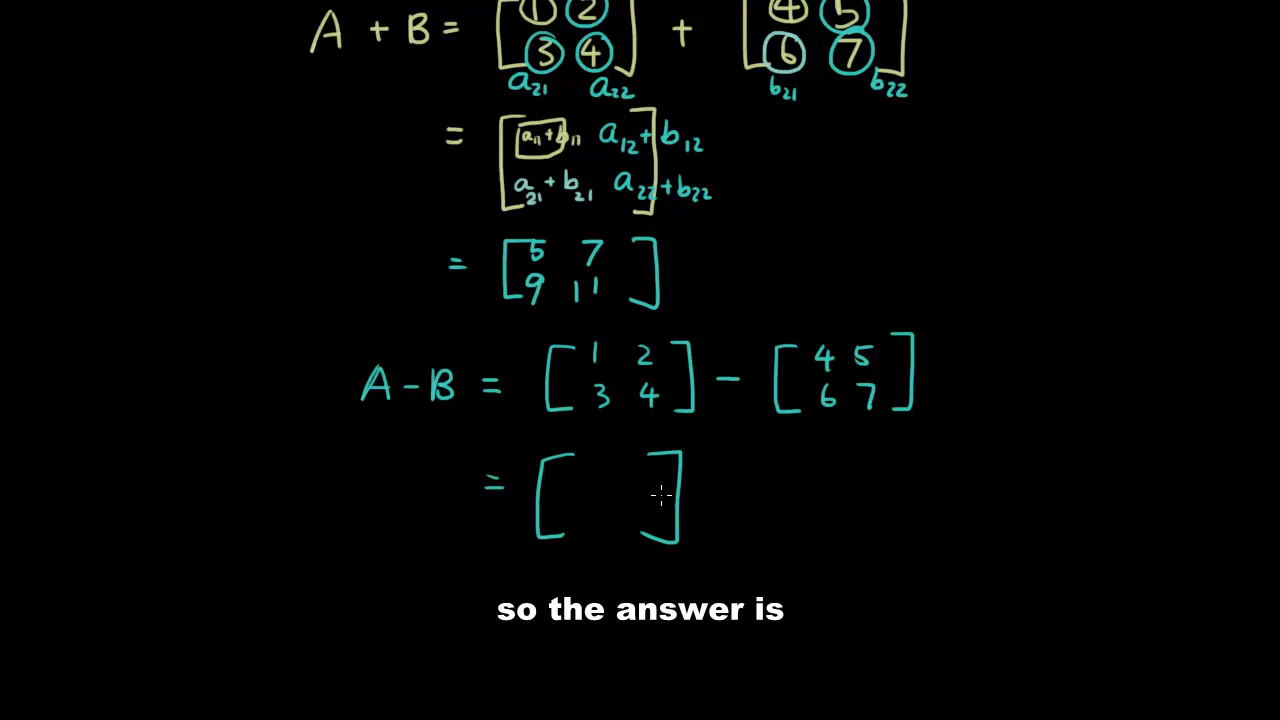 A + B = [ 1 2 + [ 4 5
3 4 ] 6 7 ]
a21 a22 b21 b22
= [ a11 + b11 a12 + b12
a21 + b21 a22 + b22 ]
= [ 5 7
9 11 ]
A - B = [ 1 2 ] - [ 4 5 ]
3 4 6 7
= [ ]
so the answer is